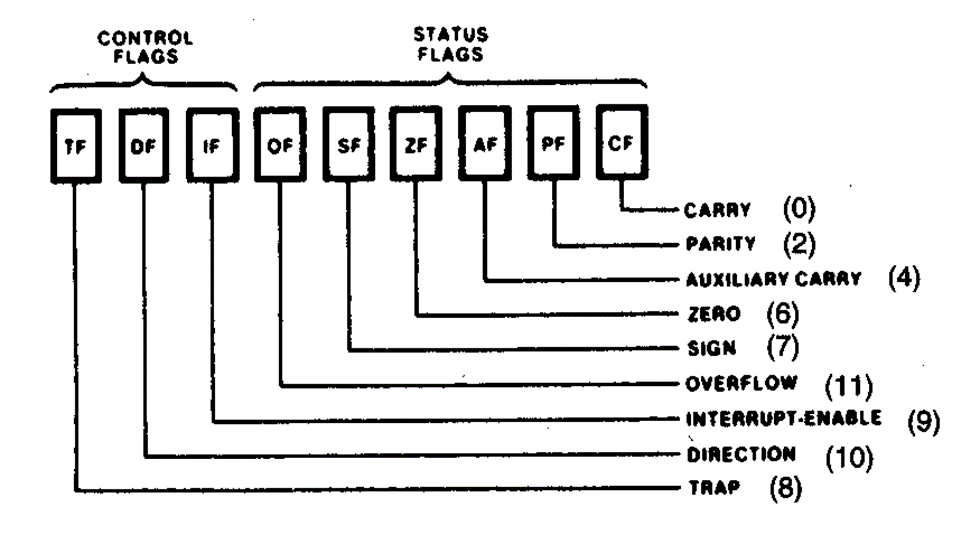 CONTROL
FLAGS
STATUS
FLAGS
TF DF IF OF SF ZF AF PF CF
CARRY (0)
PARITY (2)
AUXILIARY CARRY (4)
ZERO (6)
SIGN (7)
OVERFLOW (11)
INTERRUPT-ENABLE (9)
DIRECTION (10)
TRAP (8)